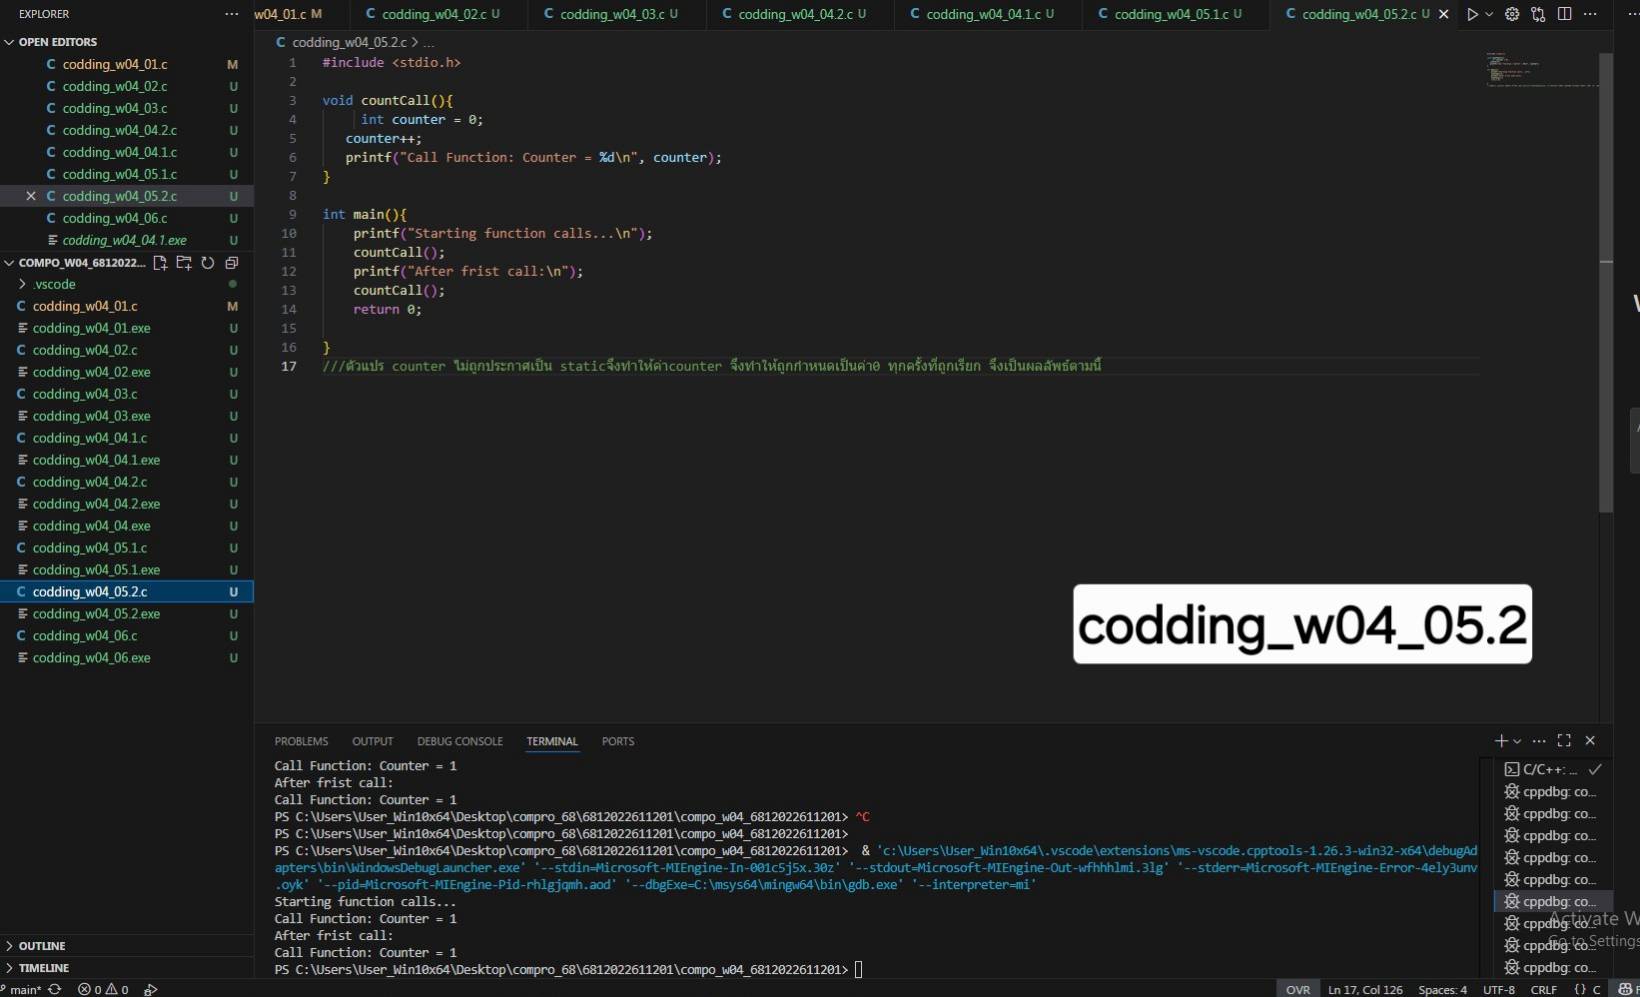 EXPLORER
OPEN EDITORS
codding_w04_01.c M
codding_w04_02.c U
codding_w04_03.c U
codding_w04_04.2.c U
codding_w04_04.1.c U
codding_w04_05.1.c U
codding_w04_05.2.c U
codding_w04_06.c U
codding_w04_04.1.exe U
COMPO_W04_6812022...
.vscode
codding_w04_01.c M
codding_w04_01.exe U
codding_w04_02.c U
codding_w04_02.exe U
codding_w04_03.c U
codding_w04_03.exe U
codding_w04_04.1.c U
codding_w04_04.1.exe U
codding_w04_04.2.c U
codding_w04_04.2.exe U
codding_w04_04.exe U
codding_w04_05.1.c U
codding_w04_05.1.exe U
codding_w04_05.2.c U
codding_w04_05.2.exe U
codding_w04_06.c U
codding_w04_06.exe U
OUTLINE
TIMELINE
w04_01.c M codding_w04_02.c U codding_w04_03.c U codding_w04_04.2.c U codding_w04_04.1.c U codding_w04_05.1.c U codding_w04_05.2.c U
codding_w04_05.2.c > ...
1 #include <stdio.h>
2
3 void countCall(){
4 int counter = 0;
5 counter++;
6 printf("Call Function: Counter = %d\n", counter);
7 }
8
9 int main(){
10 printf("Starting function calls...\n");
11 countCall();
12 printf("After frist call:\n");
13 countCall();
14 return 0;
15
16 }
17 ///ตัวแปร counter ไม่ถูกประกาศเป็น staticจึงทำให้ค่าcounter จึงทำให้ถูกกำหนดเป็นค่า0 ทุกครั้งที่ถูกเรียก จึงเป็นผลลัพธ์ตามนี้
codding_w04_05.2
PROBLEMS OUTPUT DEBUG CONSOLE TERMINAL PORTS
Call Function: Counter = 1
After frist call:
Call Function: Counter = 1
PS C:\Users\User_Win10x64\Desktop\compro_68\6812022611201\compo_w04_6812022611201> ^C
PS C:\Users\User_Win10x64\Desktop\compro_68\6812022611201\compo_w04_6812022611201>
PS C:\Users\User_Win10x64\Desktop\compro_68\6812022611201\compo_w04_6812022611201> & 'c:\Users\User_Win10x64\.vscode\extensions\ms-vscode.cpptools-1.26.3-win32-x64\debugAd
apters\bin\WindowsDebugLauncher.exe' '--stdin=Microsoft-MIEngine-In-001c5j5x.30z' '--stdout=Microsoft-MIEngine-Out-wfhhhlmi.3lg' '--stderr=Microsoft-MIEngine-Error-4ely3unv
.oyk' '--pid=Microsoft-MIEngine-Pid-rhlgjqmh.aod' '--dbgExe=C:\msys64\mingw64\bin\gdb.exe' '--interpreter=mi'
Starting function calls...
Call Function: Counter = 1
After frist call:
Call Function: Counter = 1
PS C:\Users\User_Win10x64\Desktop\compro_68\6812022611201\compo_w04_6812022611201>
C/C++: ...
cppdbg: co...
cppdbg: co...
cppdbg: co...
cppdbg: co...
cppdbg: co...
cppdbg: co...
cppdbg: co...
cppdbg: co...
cppdbg: co...
Activate W
Go to Settings
main* 0 0 OVR Ln 17, Col 126 Spaces: 4 UTF-8 CRLF {} C